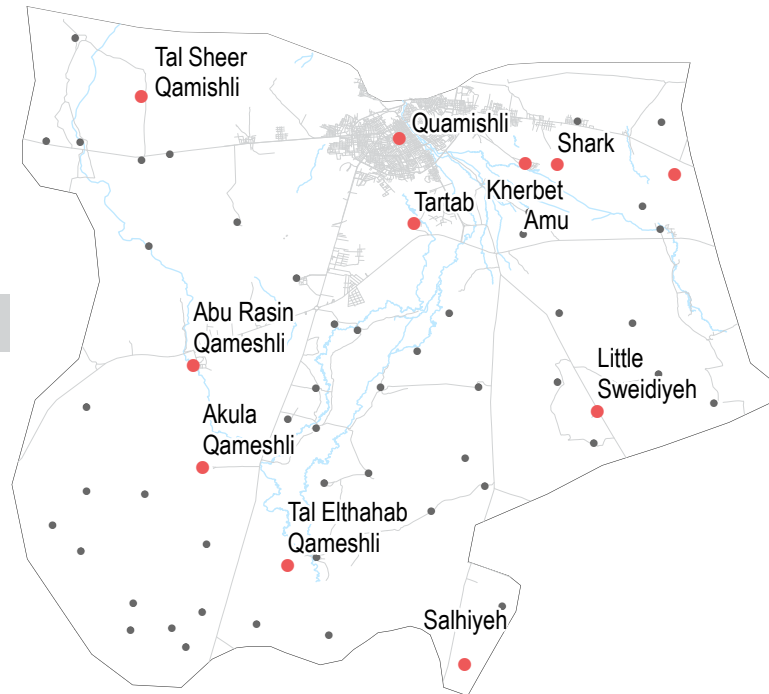 Tal Sheer
Qamishli
Quamishli
Shark
Kherbet
Amu
Tartab
Abu Rasin
Qameshli
Little
Sweidiyeh
Akula
Qameshli
Tal Elthahab
Qameshli
Salhiyeh